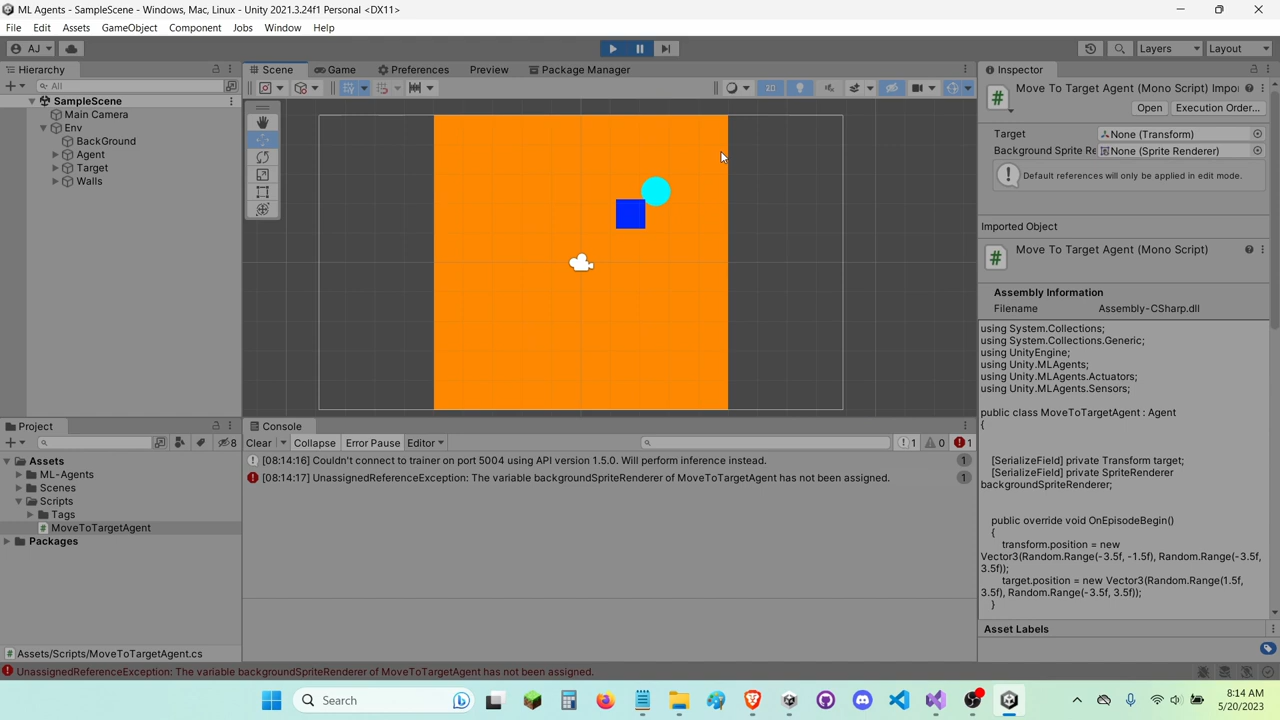 ML Agents - SampleScene - Windows, Mac, Linux - Unity 2021.3.24f1 Personal <DX11>
File Edit Assets GameObject Component Jobs Window Help
AJ Layers Layout
Hierarchy
All
SampleScene
Main Camera
Env
BackGround
Agent
Target
Walls
Scene Game Preferences Preview Package Manager
2D
Inspector
Move To Target Agent (Mono Script) Impor
Open Execution Order...
Target None (Transform)
Background Sprite Re None (Sprite Renderer)
Default references will only be applied in edit mode.
Imported Object
Move To Target Agent (Mono Script)
Assembly Information
Filename Assembly-CSharp.dll
using System.Collections;
using System.Collections.Generic;
using UnityEngine;
using Unity.MLAgents;
using Unity.MLAgents.Actuators;
using Unity.MLAgents.Sensors;
public class MoveToTargetAgent : Agent
{
[SerializeField] private Transform target;
[SerializeField] private SpriteRenderer
backgroundSpriteRenderer;
public override void OnEpisodeBegin()
{
transform.position = new
Vector3(Random.Range(-3.5f, -1.5f), Random.Range(-3.5f,
3.5f));
target.position = new Vector3(Random.Range(1.5f,
3.5f), Random.Range(-3.5f, 3.5f));
}
Asset Labels
Project
8
Assets
ML-Agents
Scenes
Scripts
Tags
MoveToTargetAgent
Packages
Assets/Scripts/MoveToTargetAgent.cs
Console
Clear Collapse Error Pause Editor 1 0 1
[08:14:16] Couldn't connect to trainer on port 5004 using API version 1.5.0. Will perform inference instead. 1
[08:14:17] UnassignedReferenceException: The variable backgroundSpriteRenderer of MoveToTargetAgent has not been assigned. 1
UnassignedReferenceException: The variable backgroundSpriteRenderer of MoveToTargetAgent has not been assigned.
Search
8:14 AM
5/20/2023